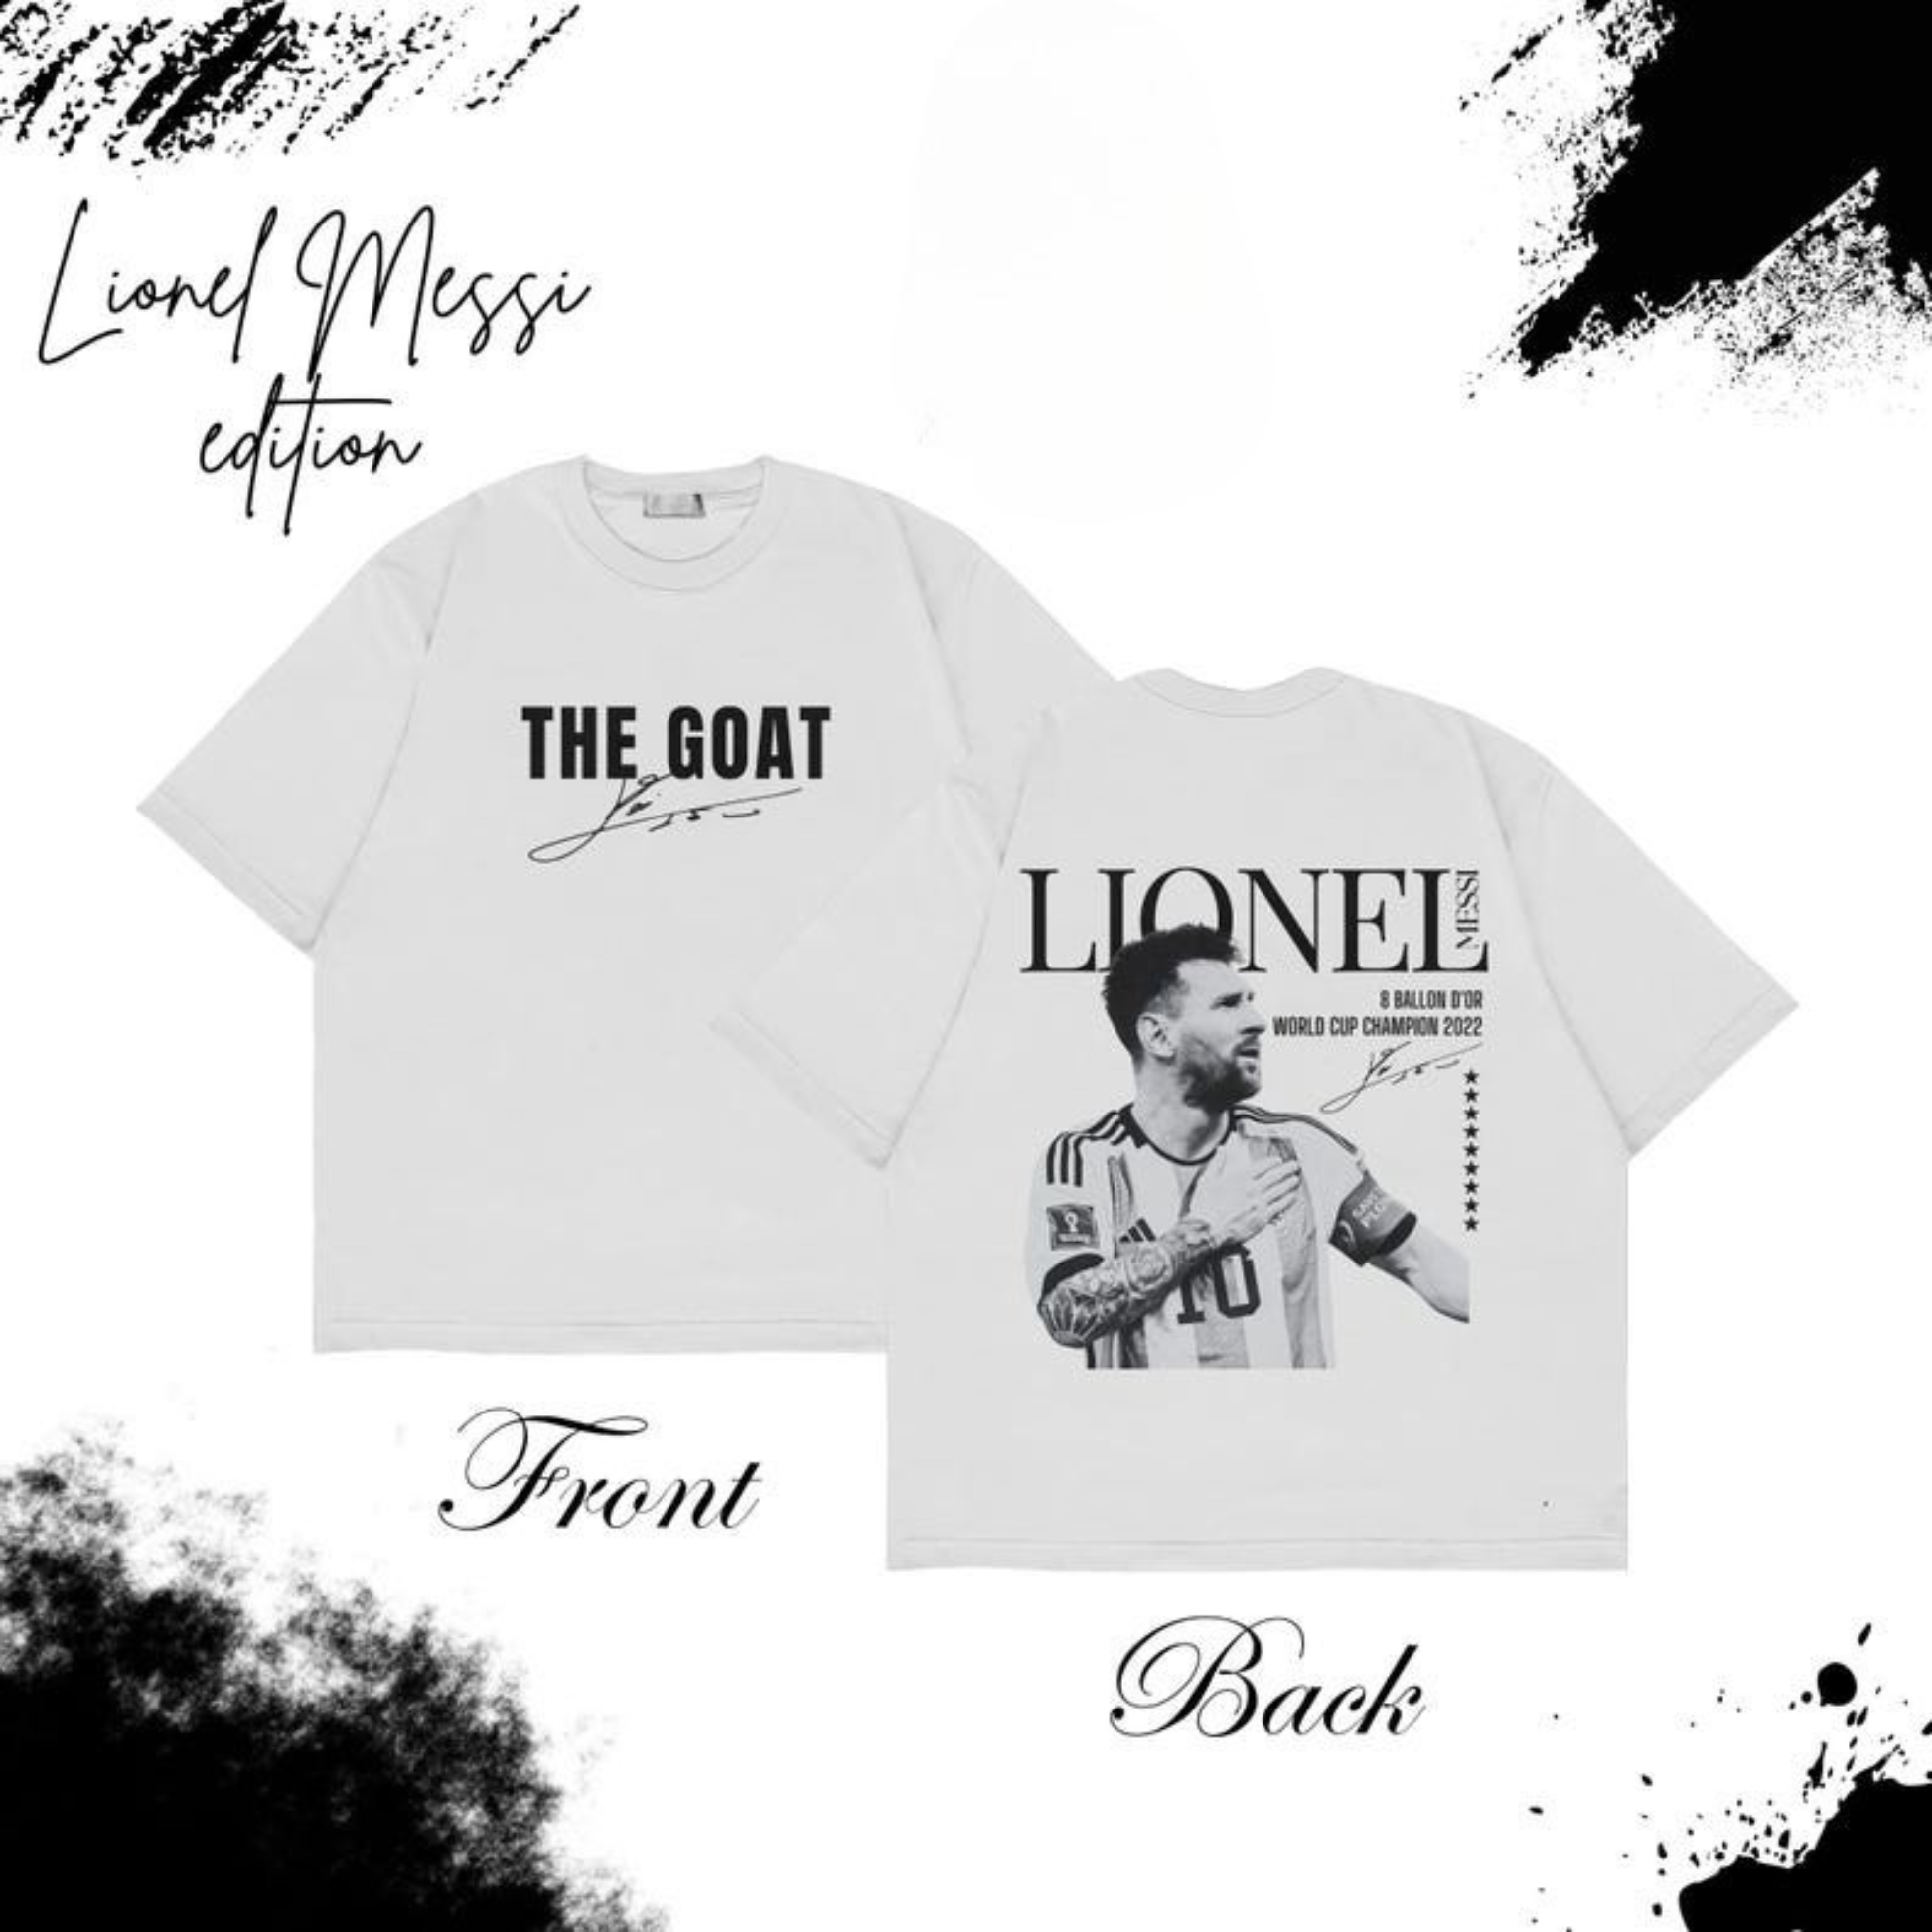 Lionel Messi
edition
THE GOAT
LIONEL
MESSI
8 BALLON D'OR
WORLD CUP CHAMPION 2022
10
Front
Back